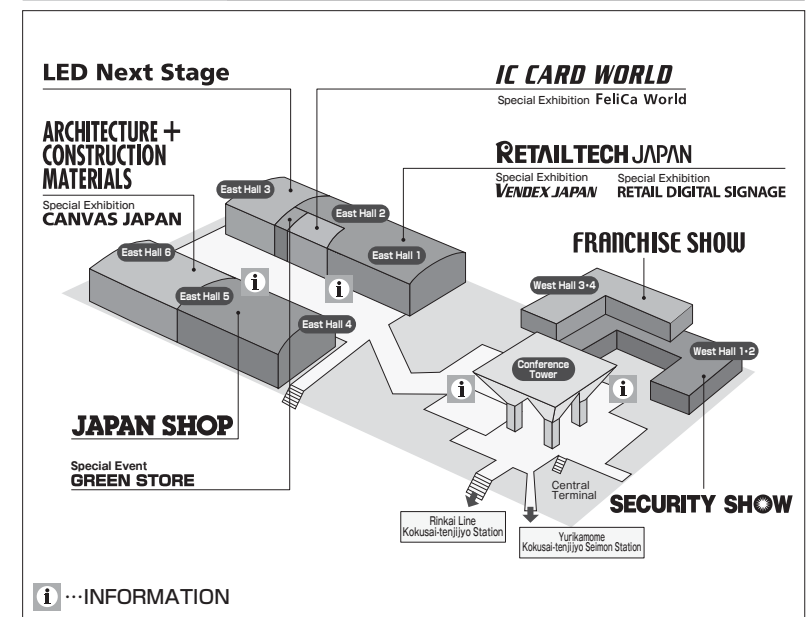 LED Next Stage
IC CARD WORLD
Special Exhibition FeliCa World
ARCHITECTURE +
CONSTRUCTION
MATERIALS
Special Exhibition
CANVAS JAPAN
RETAILTECH JAPAN
Special Exhibition
VENDEX JAPAN
Special Exhibition
RETAIL DIGITAL SIGNAGE
FRANCHISE SHOW
East Hall 3
East Hall 2
East Hall 1
East Hall 6
East Hall 5
East Hall 4
i
i
West Hall 3・4
West Hall 1・2
Conference
Tower
i
i
JAPAN SHOP
Special Event
GREEN STORE
Central
Terminal
SECURITY SHOW
Rinkai Line
Kokusai-tenjijyo Station
Yurikamome
Kokusai-tenjijyo Seimon Station
i …INFORMATION